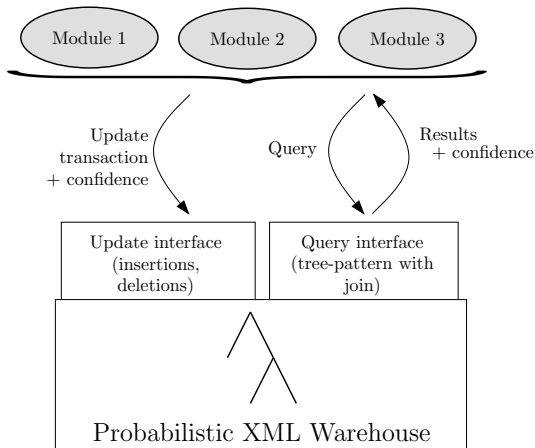 Module 1
Module 2
Module 3
Update
transaction
+ confidence
Query
Results
+ confidence
Update interface
(insertions,
deletions)
Query interface
(tree-pattern with
join)
Probabilistic XML Warehouse